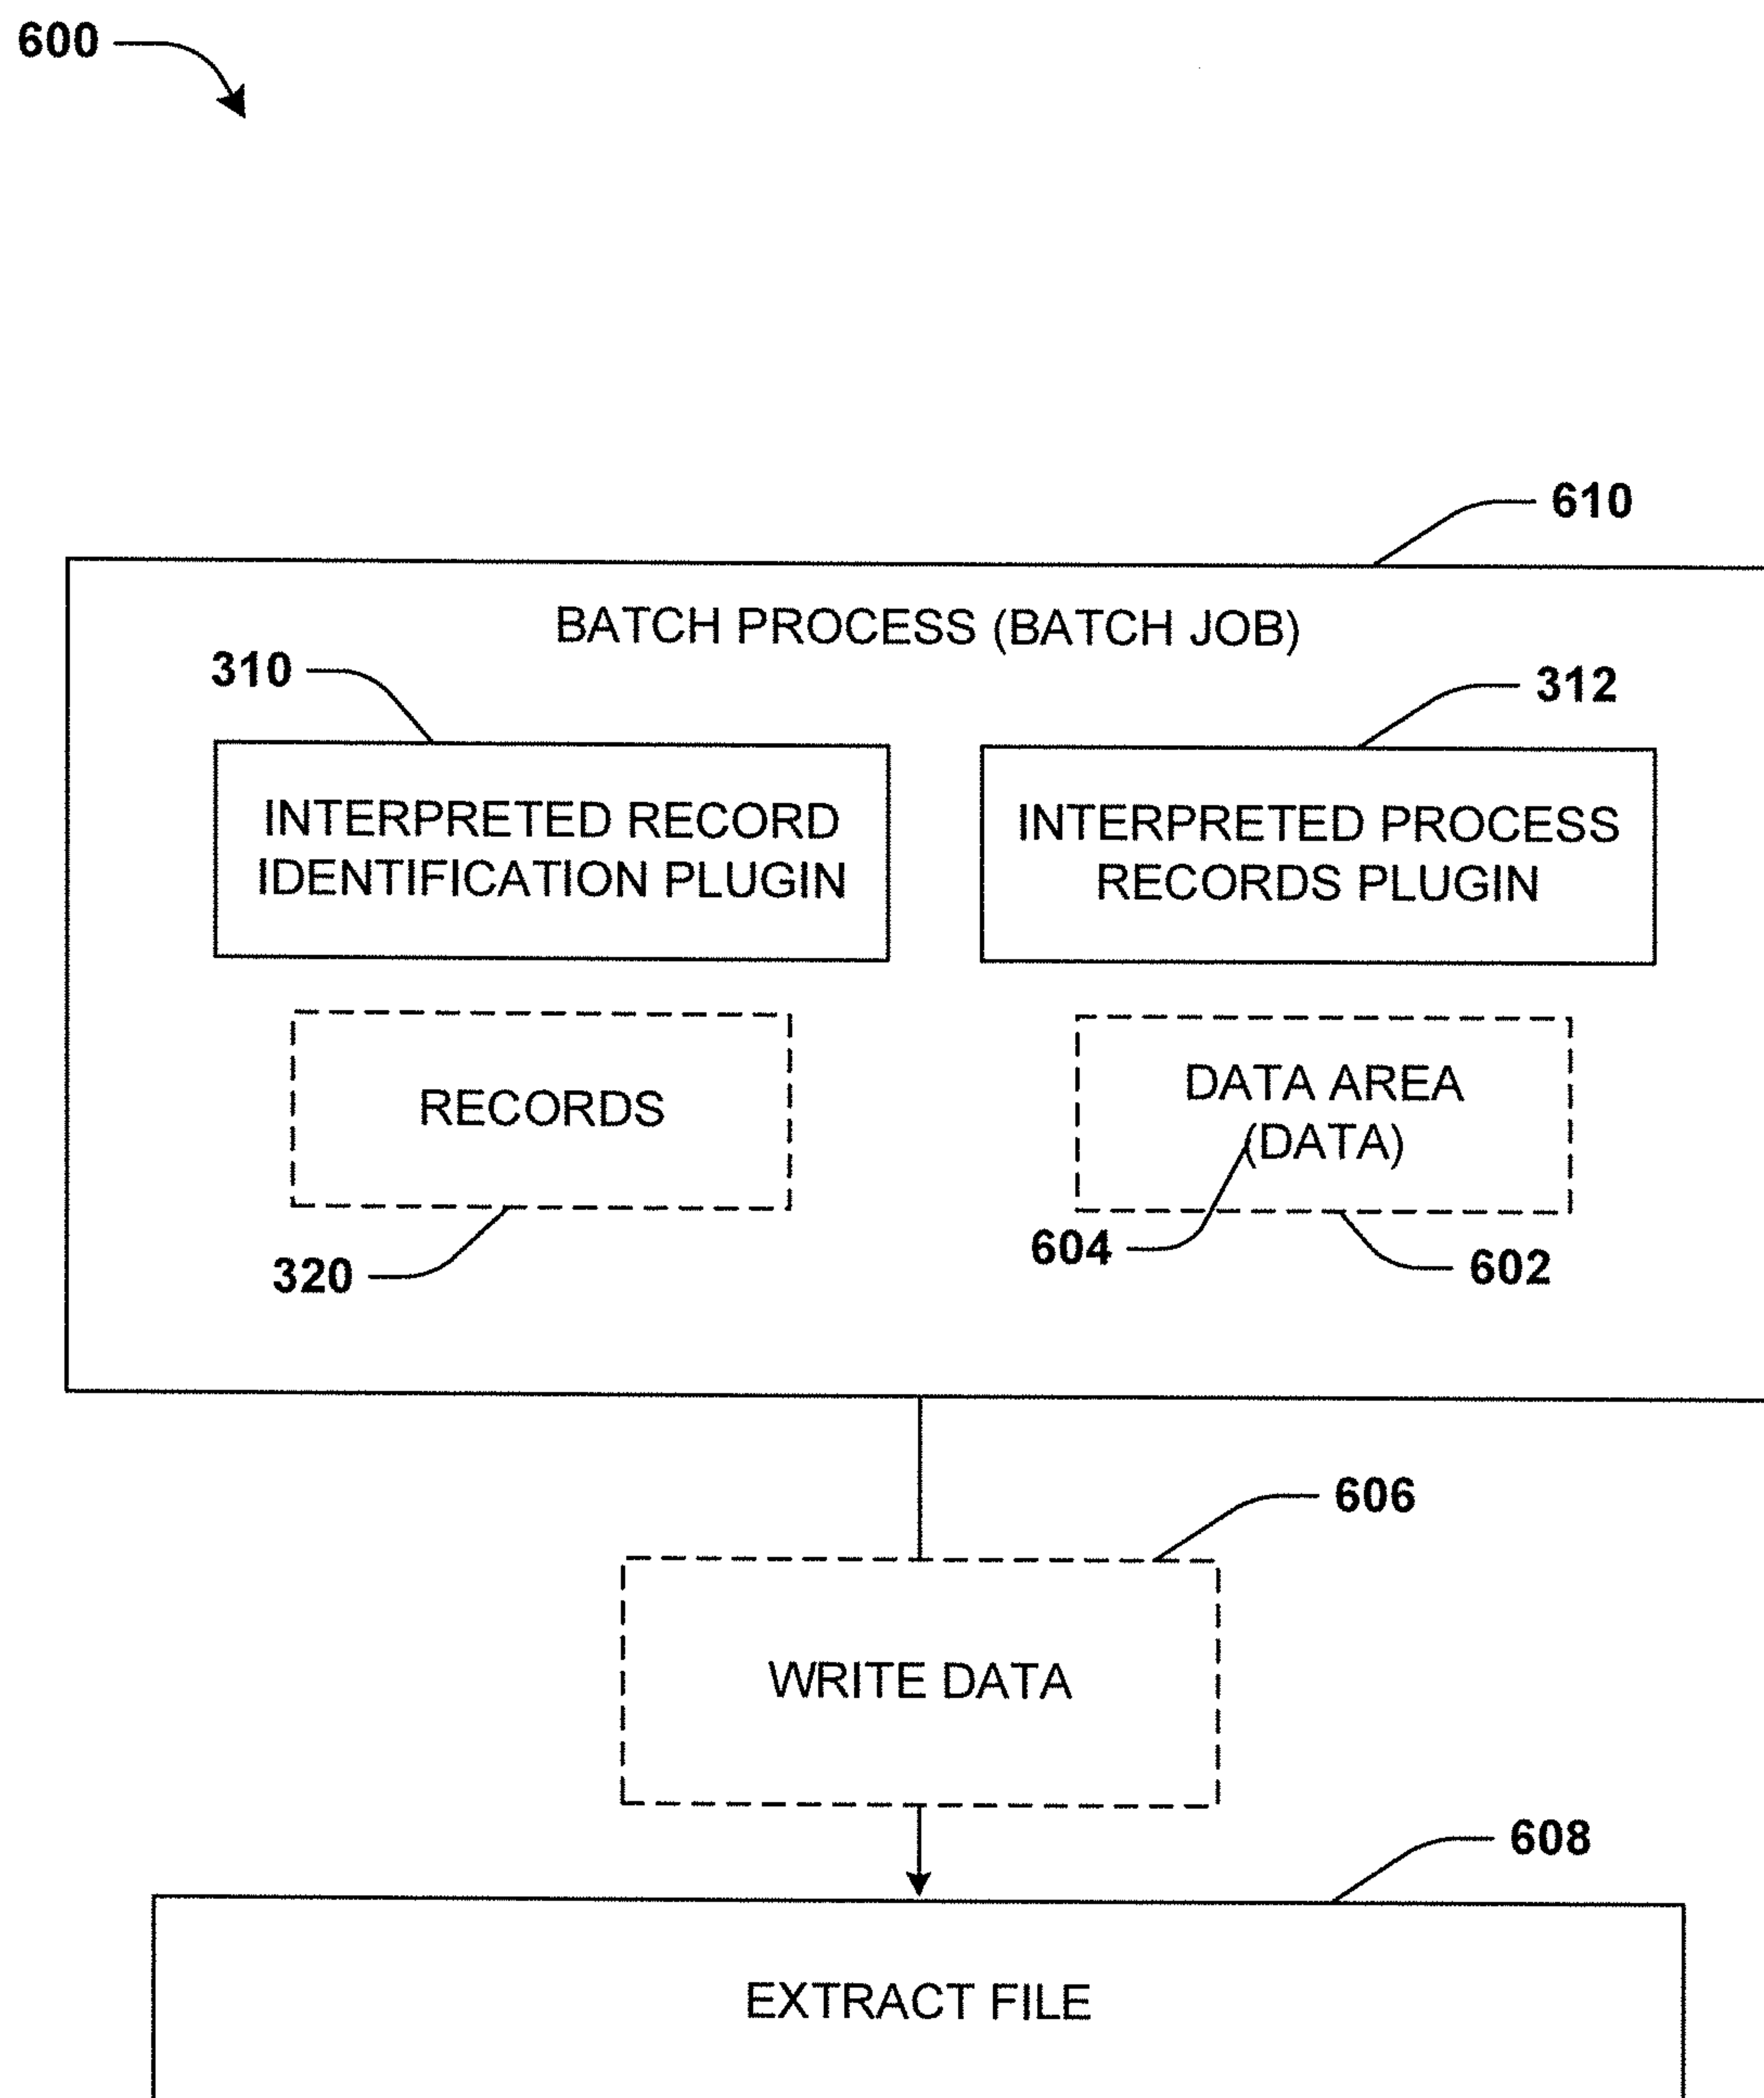 600
610
BATCH PROCESS (BATCH JOB)
310
312
INTERPRETED RECORD
IDENTIFICATION PLUGIN
INTERPRETED PROCESS
RECORDS PLUGIN
RECORDS
DATA AREA
(DATA)
320
604
602
606
WRITE DATA
608
EXTRACT FILE